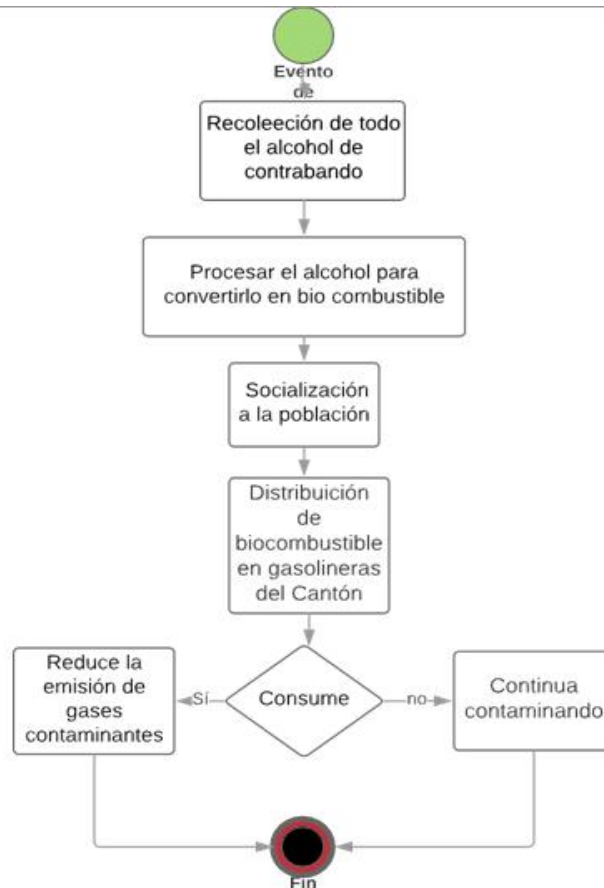 Evento
de
Recoleeción de todo
el alcohol de
contrabando
Procesar el alcohol para
convertirlo en bio combustible
Socialización
a la población
Distribuición
de
biocombustible
en gasolineras
del Cantón
Reduce la
emisión de
gases
contaminantes
Sí
Consume
no
Continua
contaminando
Fin